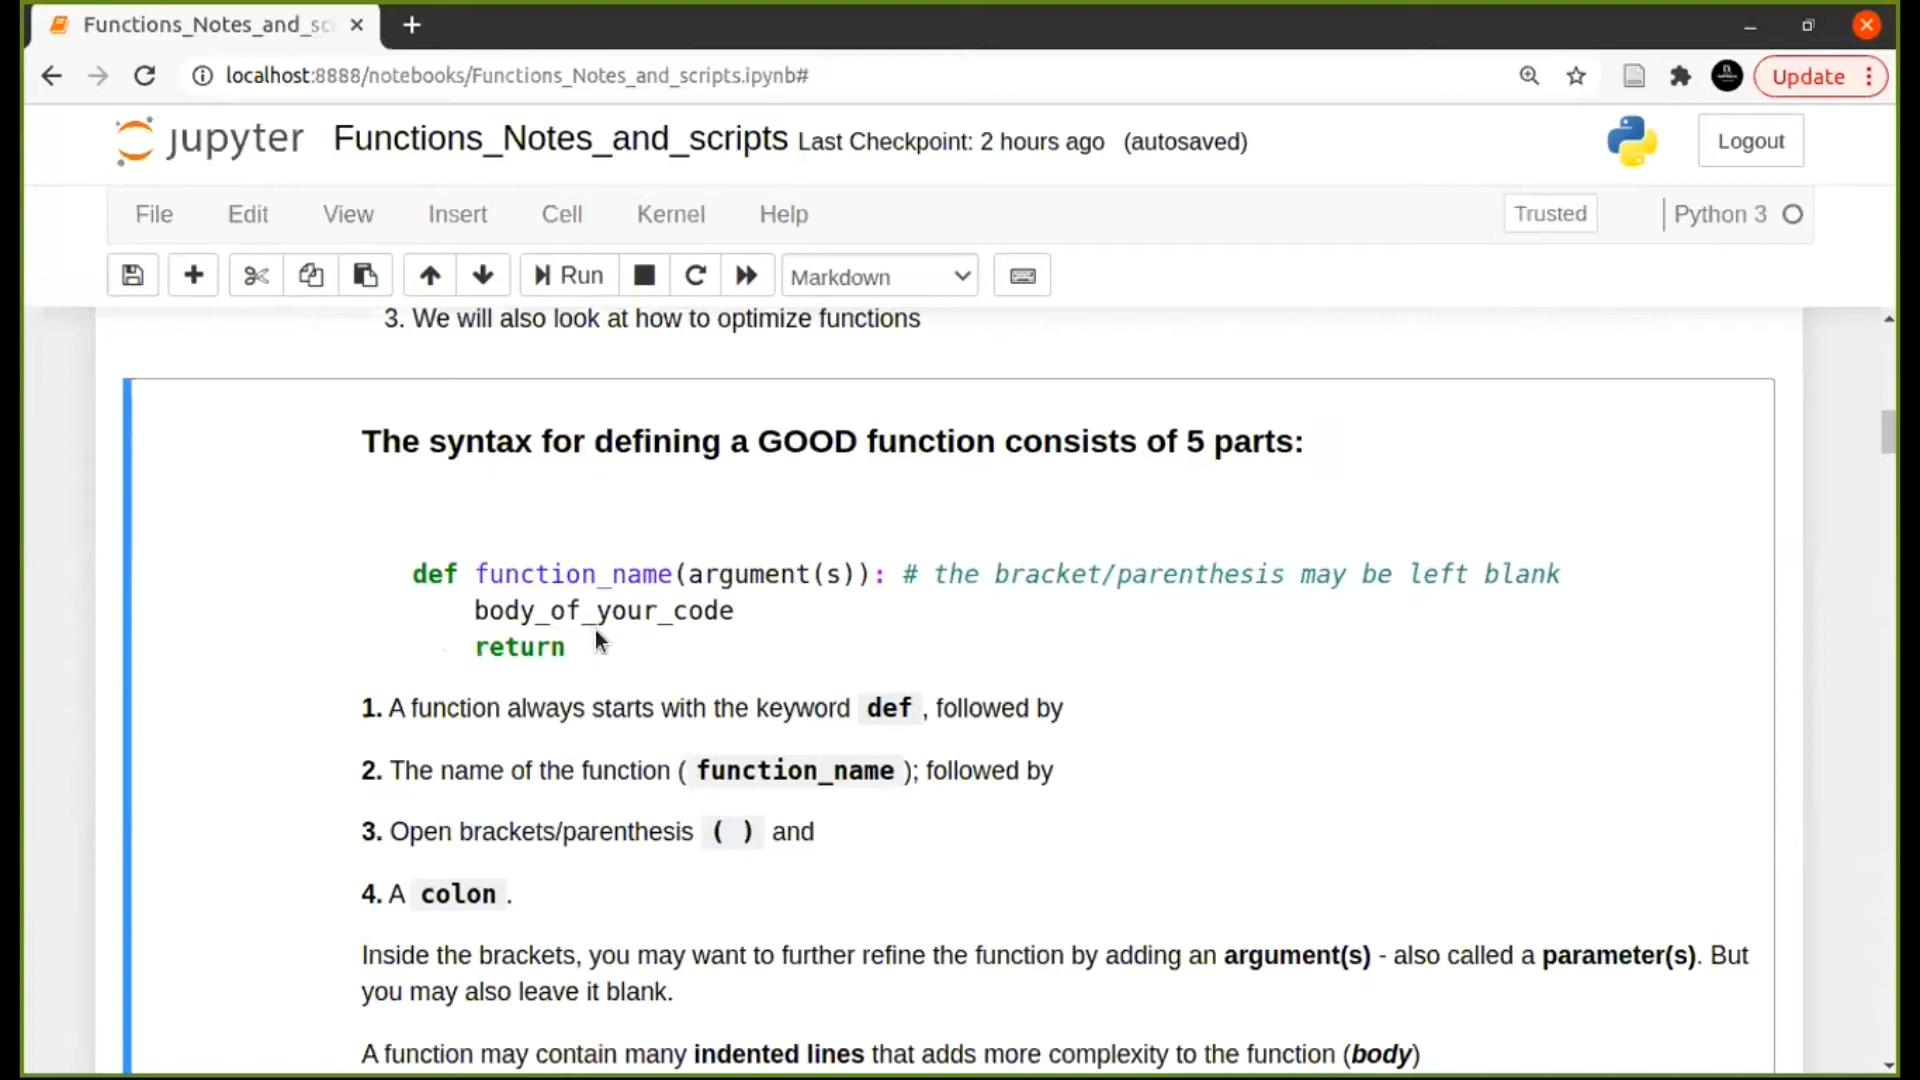 Functions_Notes_and_sc
localhost:8888/notebooks/Functions_Notes_and_scripts.ipynb#
Update
jupyter Functions_Notes_and_scripts Last Checkpoint: 2 hours ago (autosaved)
Logout
File Edit View Insert Cell Kernel Help
Trusted
Python 3
Run
Markdown
3. We will also look at how to optimize functions
The syntax for defining a GOOD function consists of 5 parts:
def function_name(argument(s)): # the bracket/parenthesis may be left blank
body_of_your_code
return
1. A function always starts with the keyword def , followed by
2. The name of the function ( function_name ); followed by
3. Open brackets/parenthesis ( ) and
4. A colon .
Inside the brackets, you may want to further refine the function by adding an argument(s) - also called a parameter(s). But
you may also leave it blank.
A function may contain many indented lines that adds more complexity to the function (body)